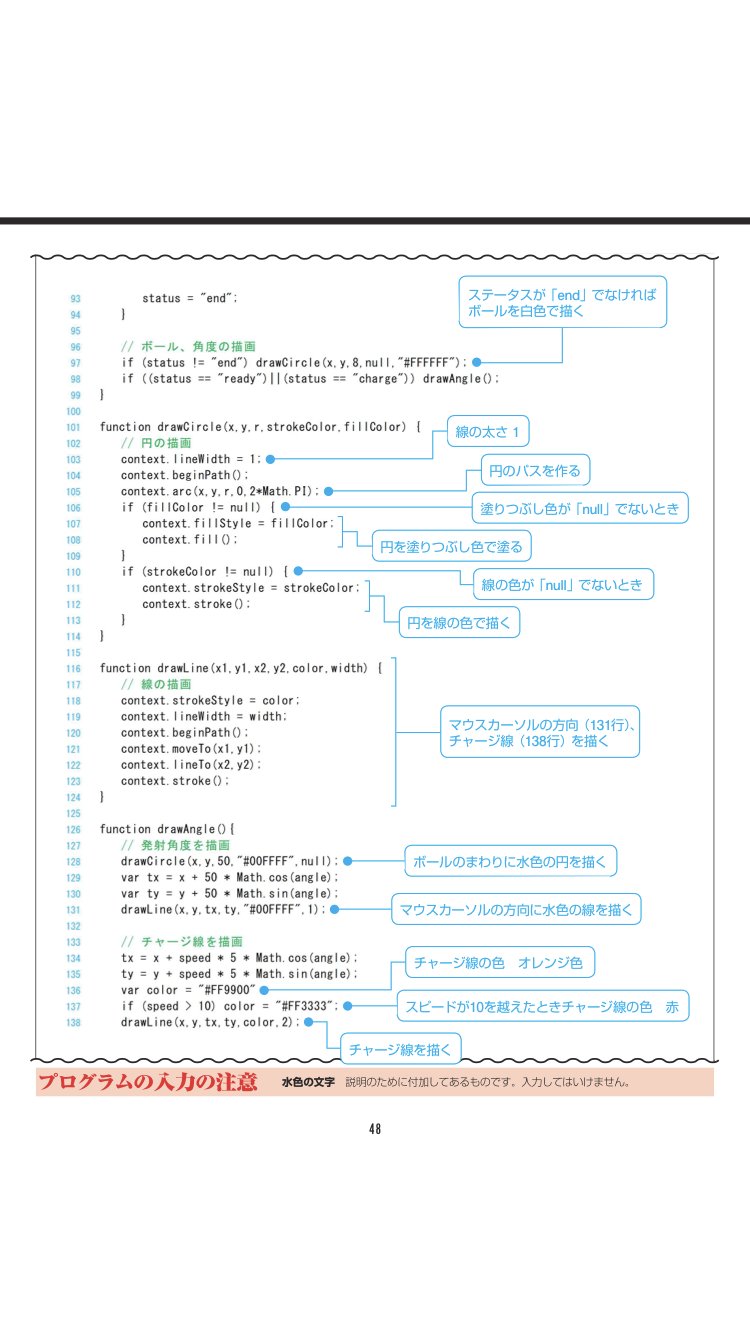 93 status = "end";
ステータスが「end」でなければ
ボールを白色で描く
94 }
95
96 // ボール、角度の描画
97 if (status != "end") drawCircle(x,y,8,null,"#FFFFFF");
98 if ((status == "ready")||(status == "charge")) drawAngle();
99 }
100
101 function drawCircle(x,y,r,strokeColor,fillColor) {
線の太さ 1
102 // 円の描画
103 context.lineWidth = 1;
104 context.beginPath();
円のパスを作る
105 context.arc(x,y,r,0,2*Math.PI);
106 if (fillColor != null) {
塗りつぶし色が「null」でないとき
107 context.fillStyle = fillColor;
108 context.fill();
円を塗りつぶし色で塗る
109 }
110 if (strokeColor != null) {
線の色が「null」でないとき
111 context.strokeStyle = strokeColor;
112 context.stroke();
円を線の色で描く
113 }
114 }
115
116 function drawLine(x1,y1,x2,y2,color,width) {
117 // 線の描画
118 context.strokeStyle = color;
119 context.lineWidth = width;
マウスカーソルの方向（131行）、
チャージ線（138行）を描く
120 context.beginPath();
121 context.moveTo(x1,y1);
122 context.lineTo(x2,y2);
123 context.stroke();
124 }
125
126 function drawAngle(){
127 // 発射角度を描画
128 drawCircle(x,y,50,"#00FFFF",null);
ボールのまわりに水色の円を描く
129 var tx = x + 50 * Math.cos(angle);
130 var ty = y + 50 * Math.sin(angle);
131 drawLine(x,y,tx,ty,"#00FFFF",1);
マウスカーソルの方向に水色の線を描く
132
133 // チャージ線を描画
134 tx = x + speed * 5 * Math.cos(angle);
チャージ線の色　オレンジ色
135 ty = y + speed * 5 * Math.sin(angle);
136 var color = "#FF9900"
137 if (speed > 10) color = "#FF3333";
スピードが10を越えたときチャージ線の色　赤
138 drawLine(x,y,tx,ty,color,2);
チャージ線を描く
プログラムの入力の注意　水色の文字　説明のために付加してあるものです。入力してはいけません。
48